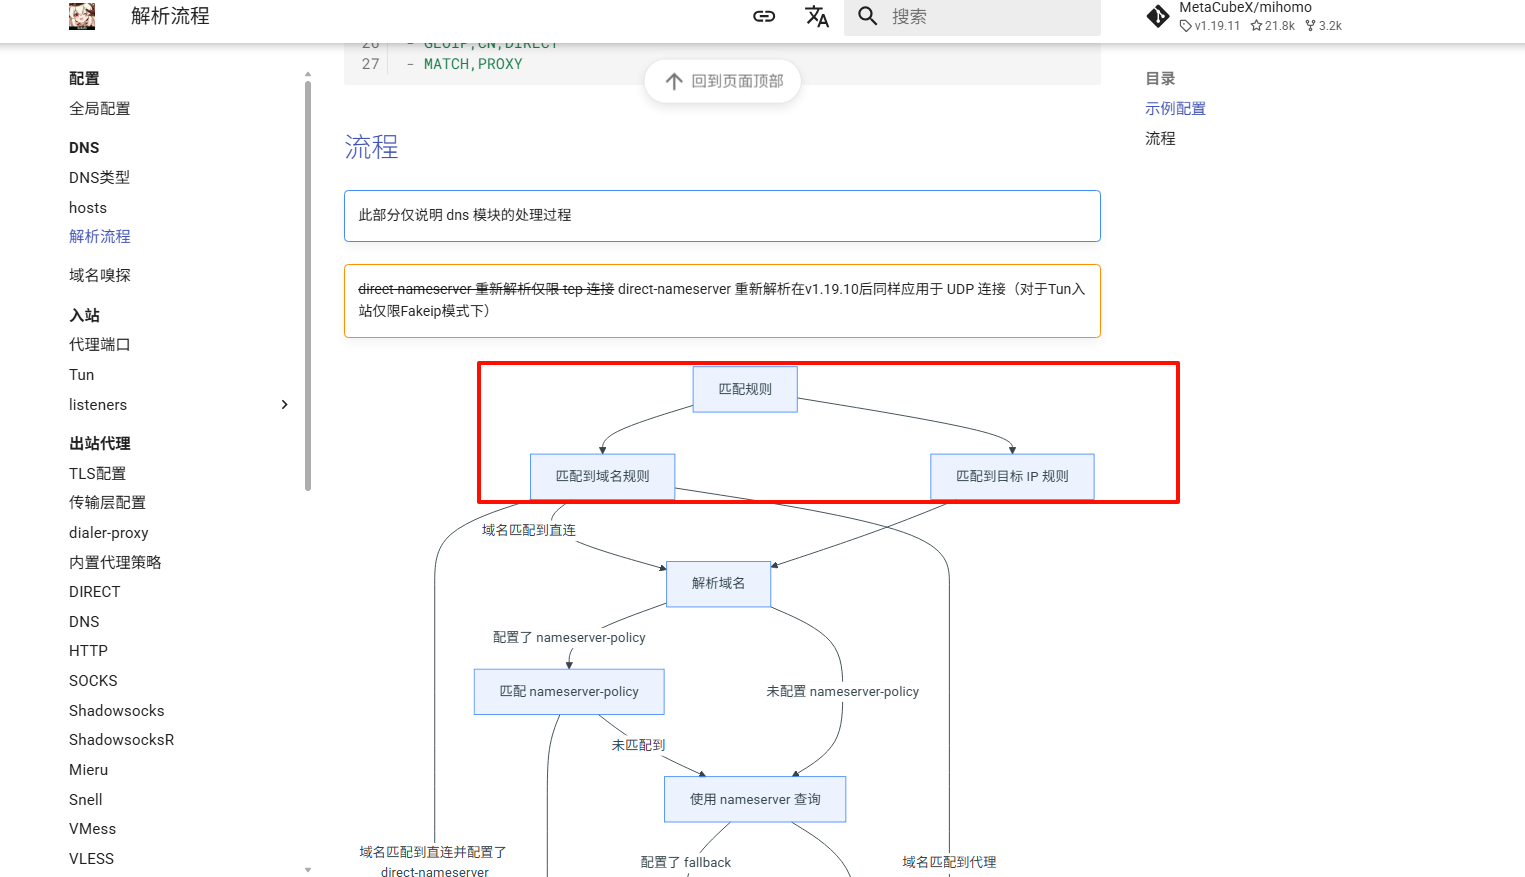 解析流程
搜索
MetaCubeX/mihomo
v1.19.11 21.8k 3.2k
配置
全局配置
DNS
DNS类型
hosts
解析流程
域名嗅探
入站
代理端口
Tun
listeners
出站代理
TLS配置
传输层配置
dialer-proxy
内置代理策略
DIRECT
DNS
HTTP
SOCKS
Shadowsocks
ShadowsocksR
Mieru
Snell
VMess
VLESS
26 - GEOIP,CN,DIRECT
27 - MATCH,PROXY
回到页面顶部
流程
此部分仅说明 dns 模块的处理过程
direct-nameserver 重新解析仅限 tcp 连接 direct-nameserver 重新解析在v1.19.10后同样应用于 UDP 连接（对于Tun入
站仅限Fakeip模式下）
匹配规则
匹配到域名规则
匹配到目标 IP 规则
域名匹配到直连
解析域名
配置了 nameserver-policy
匹配 nameserver-policy
未配置 nameserver-policy
未匹配到
使用 nameserver 查询
域名匹配到直连并配置了
direct-nameserver
配置了 fallback
域名匹配到代理
目录
示例配置
流程